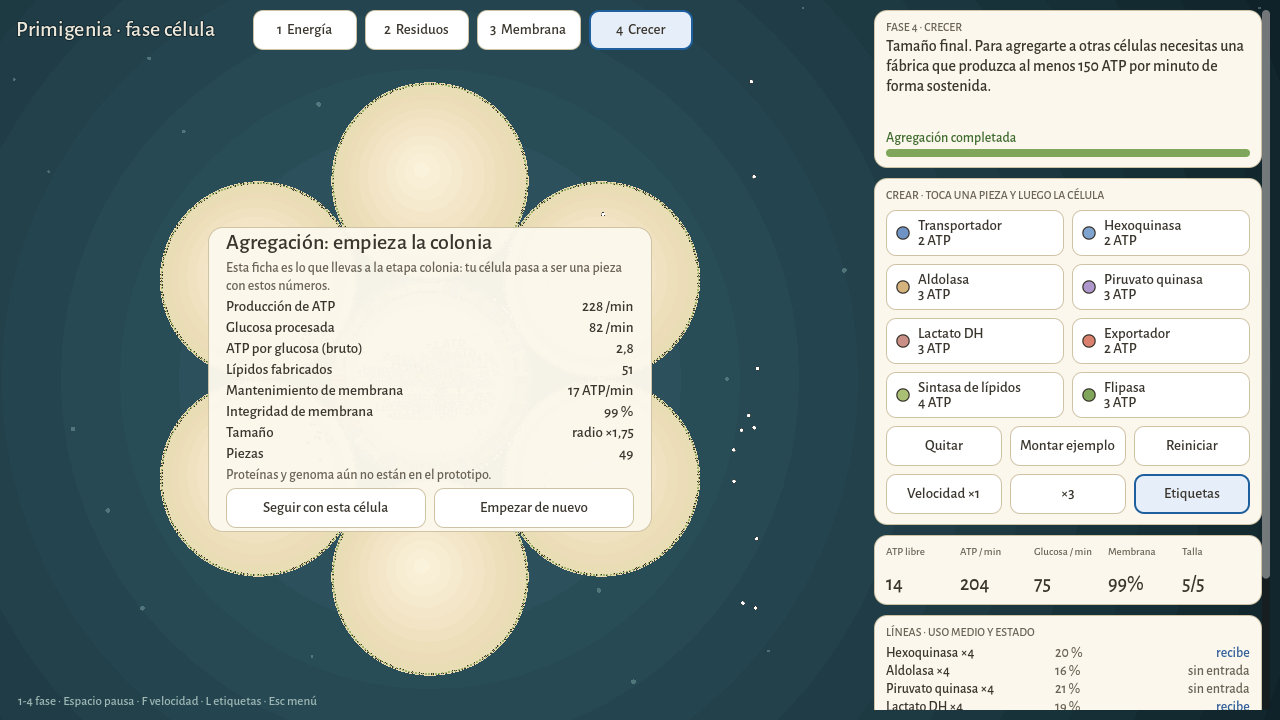 Primigenia · fase célula
1 Energía
2 Residuos
3 Membrana
4 Crecer
Agregación: empieza la colonia
Esta ficha es lo que llevas a la etapa colonia: tu célula pasa a ser una pieza
con estos números.
Producción de ATP 228 /min
Glucosa procesada 82 /min
ATP por glucosa (bruto) 2,8
Lípidos fabricados 51
Mantenimiento de membrana 17 ATP/min
Integridad de membrana 99 %
Tamaño radio ×1,75
Piezas 49
Proteínas y genoma aún no están en el prototipo.
Seguir con esta célula
Empezar de nuevo
1-4 fase · Espacio pausa · F velocidad · L etiquetas · Esc menú
FASE 4 · CRECER
Tamaño final. Para agregarte a otras células necesitas una
fábrica que produzca al menos 150 ATP por minuto de
forma sostenida.
Agregación completada
CREAR · TOCA UNA PIEZA Y LUEGO LA CÉLULA
Transportador
2 ATP
Hexoquinasa
2 ATP
Aldolasa
3 ATP
Piruvato quinasa
3 ATP
Lactato DH
3 ATP
Exportador
2 ATP
Sintasa de lípidos
4 ATP
Flipasa
3 ATP
Quitar
Montar ejemplo
Reiniciar
Velocidad ×1
×3
Etiquetas
ATP libre ATP / min Glucosa / min Membrana Talla
14 204 75 99% 5/5
LÍNEAS · USO MEDIO Y ESTADO
Hexoquinasa ×4 20 % recibe
Aldolasa ×4 16 % sin entrada
Piruvato quinasa ×4 21 % sin entrada
Lactato DH ×4 19 % recibe